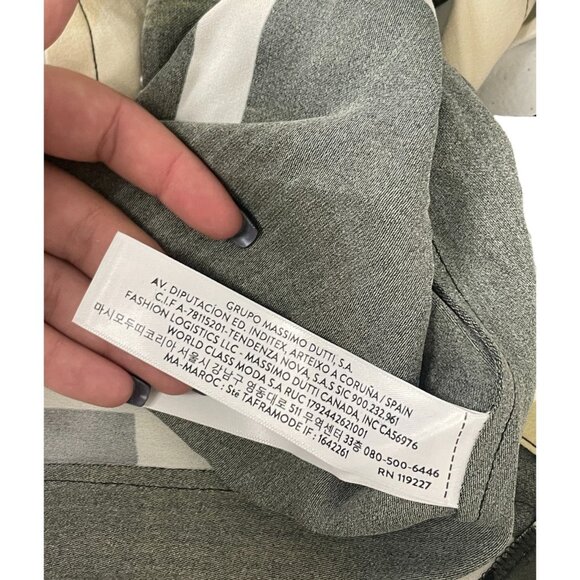 GRUPO MASSIMO DUTTI, S.A.
AV. DIPUTACION ED. INDITEX, ARTEIXO A CORUÑA / SPAIN
C.I.F A-78115201-TENDENZA NOVA, S.A.S SIC 900.232.961
FASHION LOGISTICS LLC - MASSIMO DUTTI CANADA, INC CA56976
WORLD CLASS MODA S.A RUC 1792442621001
마시모두띠코리아 서울시 강남구 영동대로 511 무역센터 33층 080-500-6446
MA-MAROC: Sté TAFRAMODE IF: 1642261
RN 119227